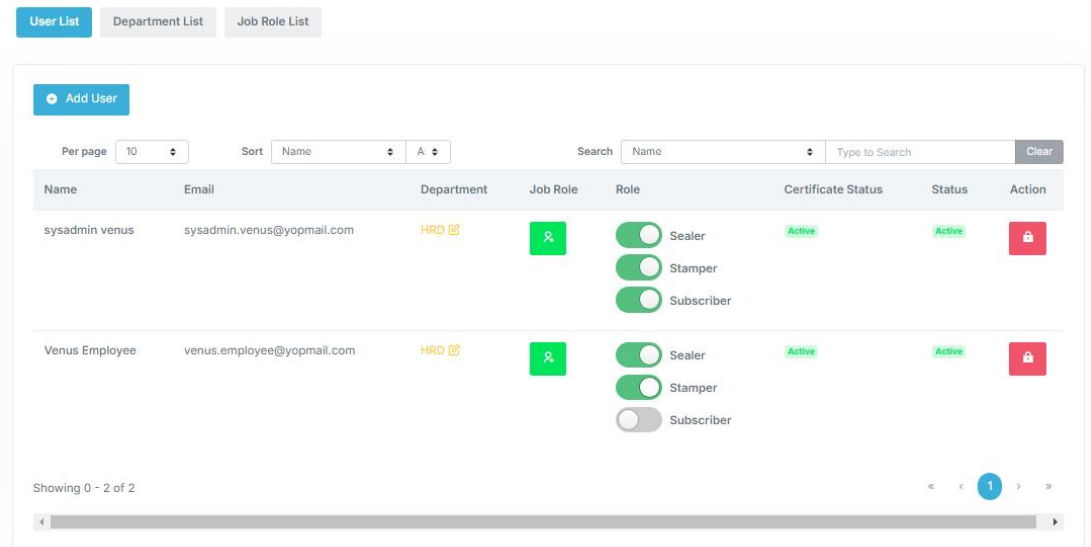 User List Department List Job Role List
Add User
Per page 10 Sort Name A Search Name Type to Search Clear
Name Email Department Job Role Role Certificate Status Status Action
sysadmin venus sysadmin.venus@yopmail.com HRD Sealer Active Active
Stamper
Subscriber
Venus Employee venus.employee@yopmail.com HRD Sealer Active Active
Stamper
Subscriber
Showing 0 - 2 of 2 « ‹ 1 › »